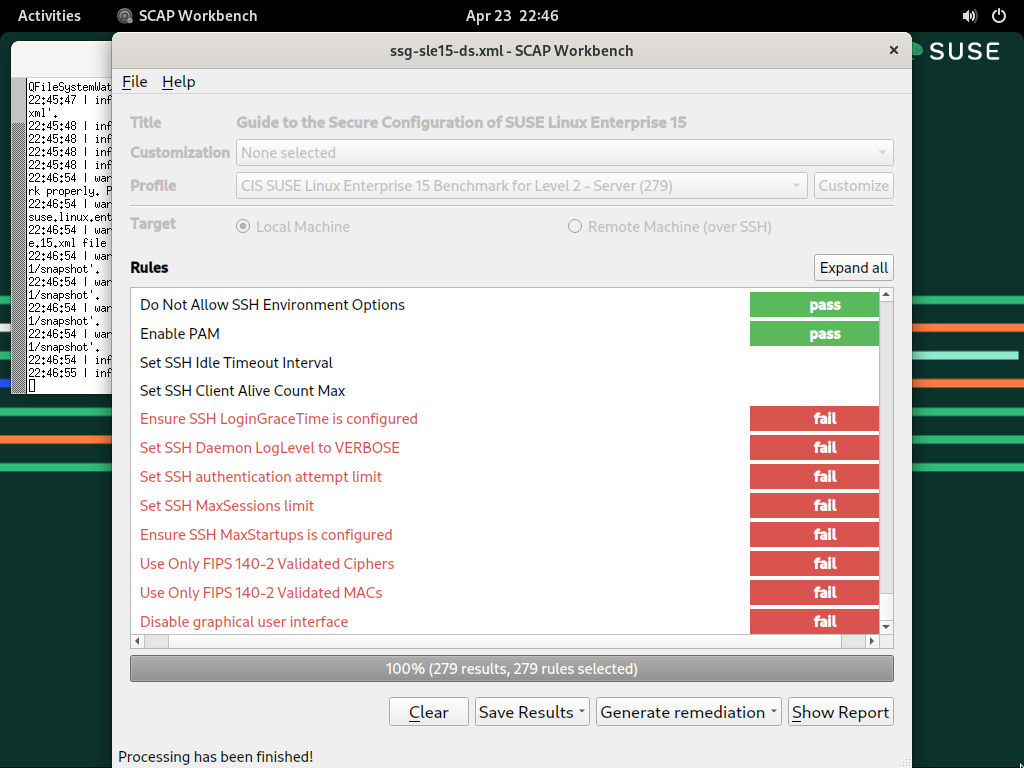 Activities SCAP Workbench Apr 23 22:46
ssg-sle15-ds.xml - SCAP Workbench
SUSE
File Help
QFileSystemWat
22:45:47 | inf
xml'.
22:45:48 | inf
22:45:48 | inf
22:45:48 | inf
22:45:48 | inf
22:46:54 | war
rk properly. P
22:46:54 | war
suse.linux.ent
22:46:54 | war
e.15.xml file
22:46:54 | war
1/snapshot'.
22:46:54 | war
1/snapshot'.
22:46:54 | war
1/snapshot'.
22:46:54 | war
1/snapshot'.
22:46:54 | inf
22:46:55 | inf
Title Guide to the Secure Configuration of SUSE Linux Enterprise 15
Customization None selected
Profile CIS SUSE Linux Enterprise 15 Benchmark for Level 2 - Server (279) Customize
Target Local Machine Remote Machine (over SSH)
Rules Expand all
Do Not Allow SSH Environment Options pass
Enable PAM pass
Set SSH Idle Timeout Interval
Set SSH Client Alive Count Max
Ensure SSH LoginGraceTime is configured fail
Set SSH Daemon LogLevel to VERBOSE fail
Set SSH authentication attempt limit fail
Set SSH MaxSessions limit fail
Ensure SSH MaxStartups is configured fail
Use Only FIPS 140-2 Validated Ciphers fail
Use Only FIPS 140-2 Validated MACs fail
Disable graphical user interface fail
100% (279 results, 279 rules selected)
Clear Save Results Generate remediation Show Report
Processing has been finished!